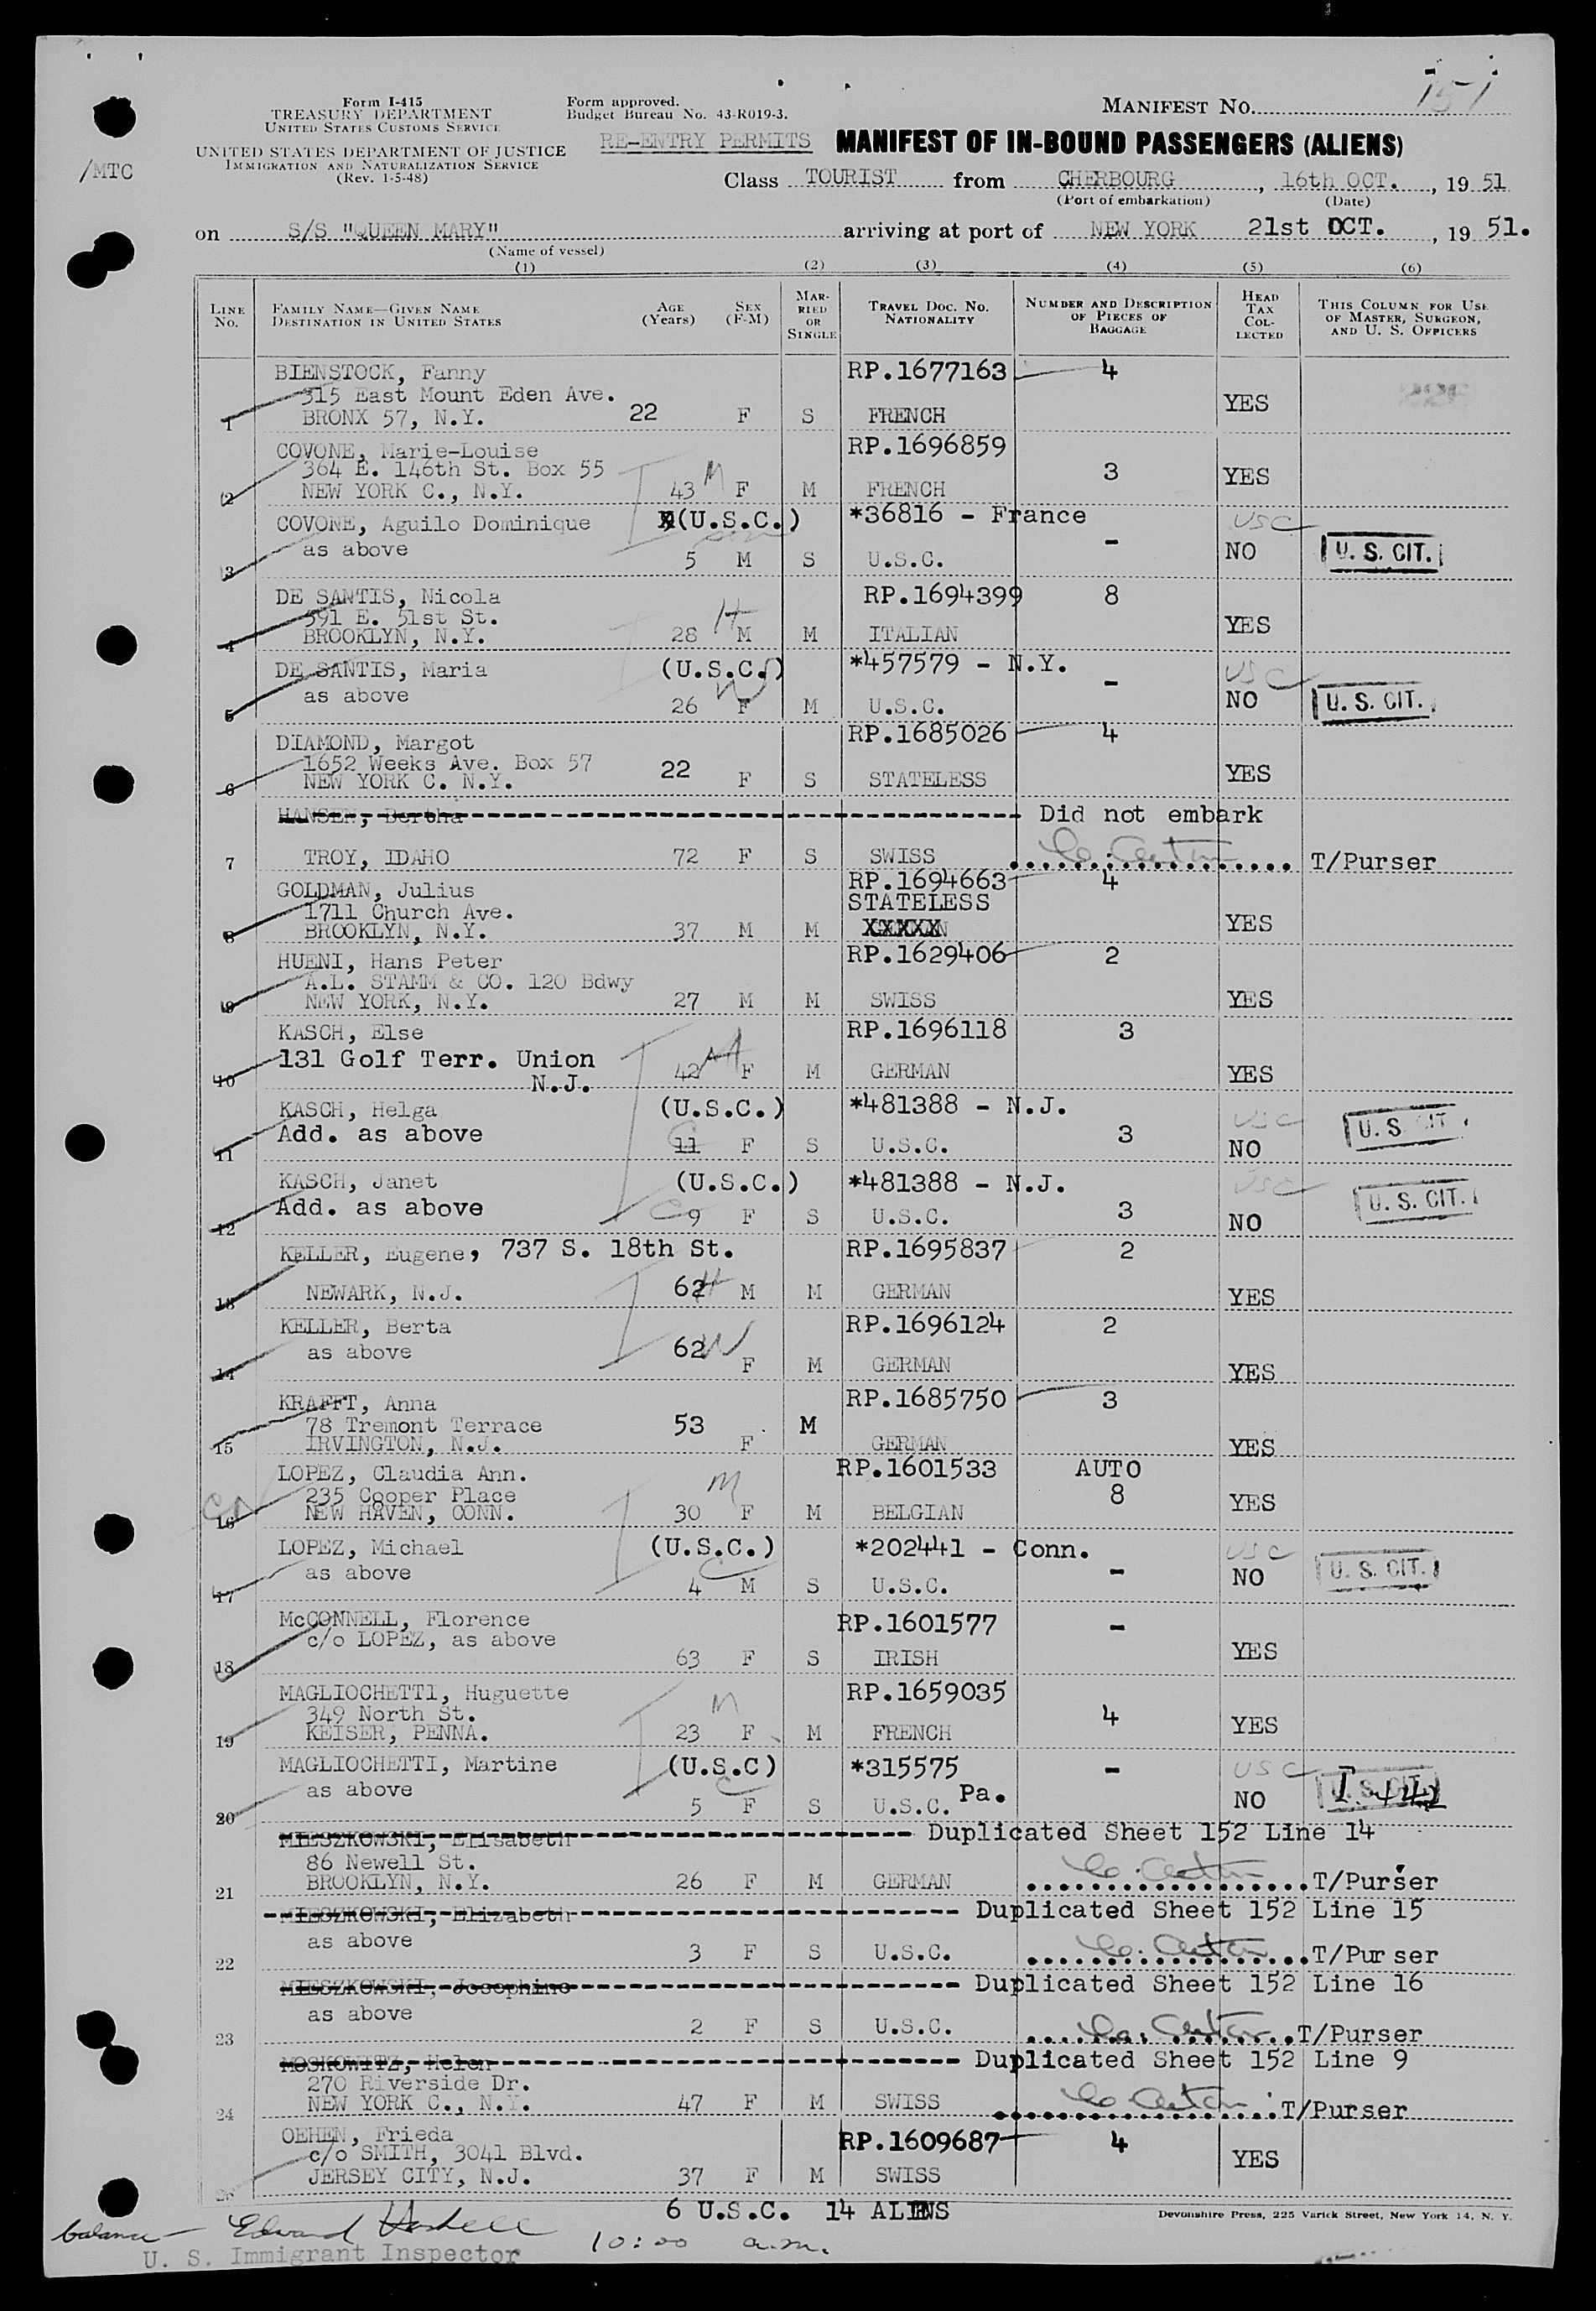 151
Form I-415
TREASURY DEPARTMENT
UNITED STATES CUSTOMS SERVICE
UNITED STATES DEPARTMENT OF JUSTICE
IMMIGRATION AND NATURALIZATION SERVICE
(Rev. 1-5-48)
Form approved.
Budget Bureau No. 43-R019-3.
MANIFEST NO.
/MTC
RE-ENTRY PERMITS MANIFEST OF IN-BOUND PASSENGERS (ALIENS)
Class TOURIST from CHERBOURG, 16th OCT., 19 51
(Port of embarkation) (Date)
on S/S "QUEEN MARY" arriving at port of NEW YORK 21st OCT., 19 51.
(Name of vessel)
(1) (2) (3) (4) (5) (6)
LINE NO. FAMILY NAME—GIVEN NAME DESTINATION IN UNITED STATES AGE (Years) SEX (F-M) MARRIED OR SINGLE TRAVEL DOC. NO. NATIONALITY NUMBER AND DESCRIPTION OF PIECES OF BAGGAGE HEAD TAX COLLECTED THIS COLUMN FOR USE OF MASTER, SURGEON, AND U. S. OFFICERS
BIENSTOCK, Fanny RP.1677163 4
315 East Mount Eden Ave. YES
1 BRONX 57, N.Y. 22 F S FRENCH
COVONE, Marie-Louise RP.1696859
364 E. 146th St. Box 55 M 3 YES
2 NEW YORK C., N.Y. 43 F M FRENCH
COVONE, Aguilo Dominique (U.S.C.) *36816 - France USC
as above - NO U. S. CIT.
3 5 M S U.S.C.
DE SANTIS, Nicola RP.1694399 8
391 E. 51st St. H YES
4 BROOKLYN, N.Y. 28 M M ITALIAN
DE SANTIS, Maria (U.S.C.) *457579 - N.Y. USC
as above W - NO U. S. CIT.
5 26 F M U.S.C.
DIAMOND, Margot RP.1685026 4
1652 Weeks Ave. Box 57 22 YES
6 NEW YORK C. N.Y. F S STATELESS
HANSEN, Bertha Did not embark
7 TROY, IDAHO 72 F S SWISS T/Purser
GOLDMAN, Julius RP.1694663 4
1711 Church Ave. STATELESS YES
8 BROOKLYN, N.Y. 37 M M XXXXX
HUENI, Hans Peter RP.1629406 2
A.L. STAMM & CO. 120 Bdwy
9 NEW YORK, N.Y. 27 M M SWISS YES
KASCH, Else RP.1696118 3
131 Golf Terr. Union M
10 N.J. 42 F M GERMAN YES
KASCH, Helga (U.S.C.) *481388 - N.J. USC
Add. as above C 3 U. S. CIT.
11 11 F S U.S.C. NO
KASCH, Janet (U.S.C.) *481388 - N.J. USC
Add. as above C 3 U. S. CIT.
12 9 F S U.S.C. NO
KELLER, Eugene, 737 S. 18th St. RP.1695837 2
13 NEWARK, N.J. 62 H M M GERMAN YES
KELLER, Berta RP.1696124 2
as above 62 W
14 F M GERMAN YES
KRAFFT, Anna RP.1685750 3
78 Tremont Terrace 53 M
15 IRVINGTON, N.J. F GERMAN YES
LOPEZ, Claudia Ann. RP.1601533 AUTO
235 Cooper Place M 8 YES
16 NEW HAVEN, CONN. 30 F M BELGIAN
LOPEZ, Michael (U.S.C.) *202441 - Conn. USC
as above C - NO U. S. CIT.
17 4 M S U.S.C.
McCONNELL, Florence RP.1601577 -
c/o LOPEZ, as above YES
18 63 F S IRISH
MAGLIOCHETTI, Huguette RP.1659035
349 North St. M 4 YES
19 KEISER, PENNA. 23 F M FRENCH
MAGLIOCHETTI, Martine (U.S.C) *315575 - USC
as above C Pa. NO U. S. CIT.
20 5 F S U.S.C.
MIESZKOWSKI, Elisabeth Duplicated Sheet 152 Line 14
86 Newell St.
21 BROOKLYN, N.Y. 26 F M GERMAN T/Purser
MIESZKOWSKI, Elizabeth Duplicated Sheet 152 Line 15
as above
22 3 F S U.S.C. T/Purser
MIESZKOWSKI, Josephine Duplicated Sheet 152 Line 16
as above
23 2 F S U.S.C. T/Purser
MOSKOWITZ, Helen Duplicated Sheet 152 Line 9
270 Riverside Dr.
24 NEW YORK C., N.Y. 47 F M SWISS T/Purser
OEHEN, Frieda RP.1609687 4
c/o SMITH, 3041 Blvd. YES
JERSEY CITY, N.J. 37 F M SWISS
6 U.S.C. 14 ALIENS
Devonshire Press, 225 Varick Street, New York 14, N. Y.
balance - Edward
10:00 a.m.
U. S. Immigrant Inspector